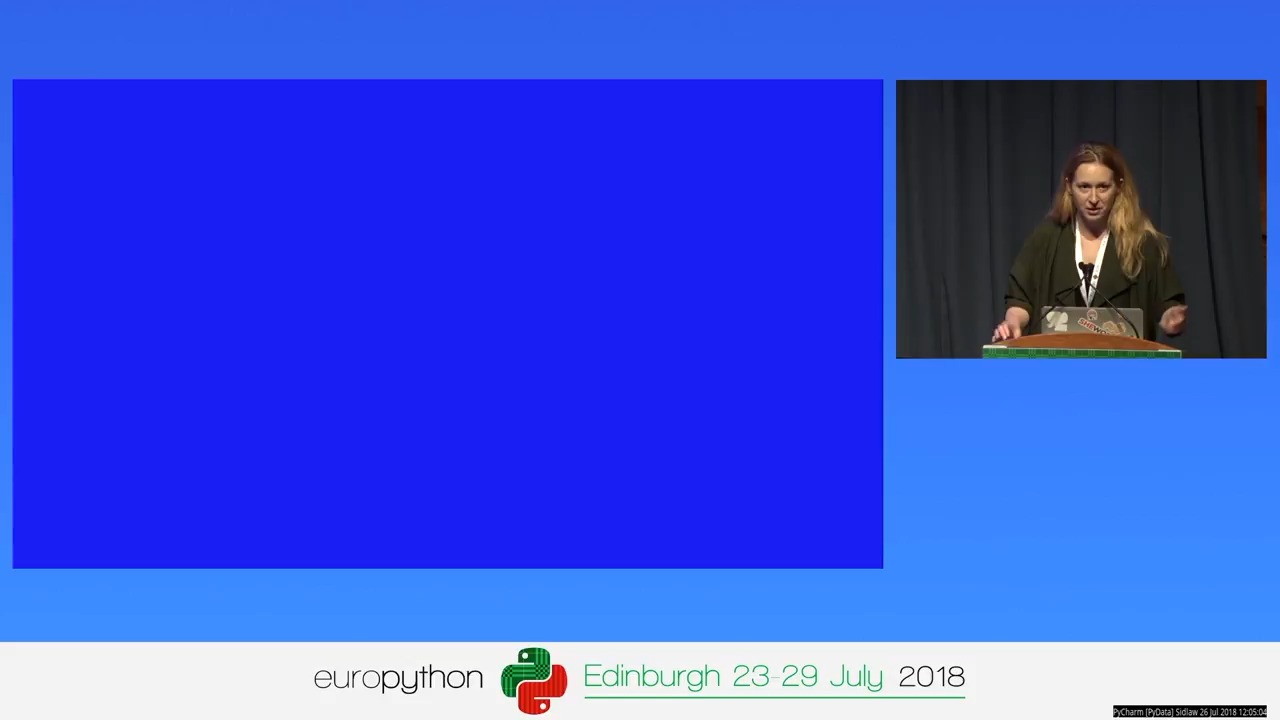 europython Edinburgh 23-29 July 2018
PyCharm [PyData] Sidlaw 26 Jul 2018 12:05:04